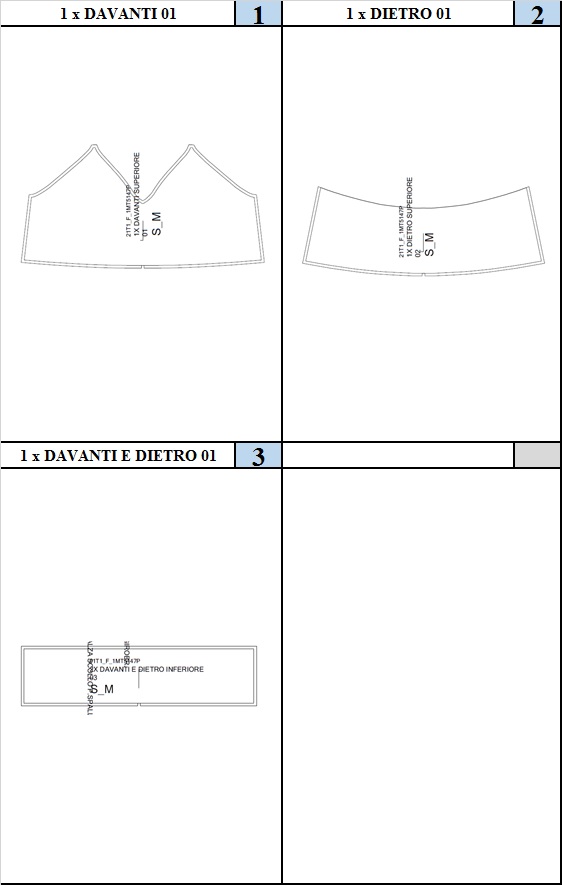 1 x DAVANTI 01
1
1 x DIETRO 01
2
21T1_F_1MT5147P
1X DAVANTI SUPERIORE
01
S_M
21T1_F_1MT5147P
1X DIETRO SUPERIORE
02
S_M
1 x DAVANTI E DIETRO 01
3
21T1_F_1MT5147P
1X DAVANTI E DIETRO INFERIORE
03
S_M